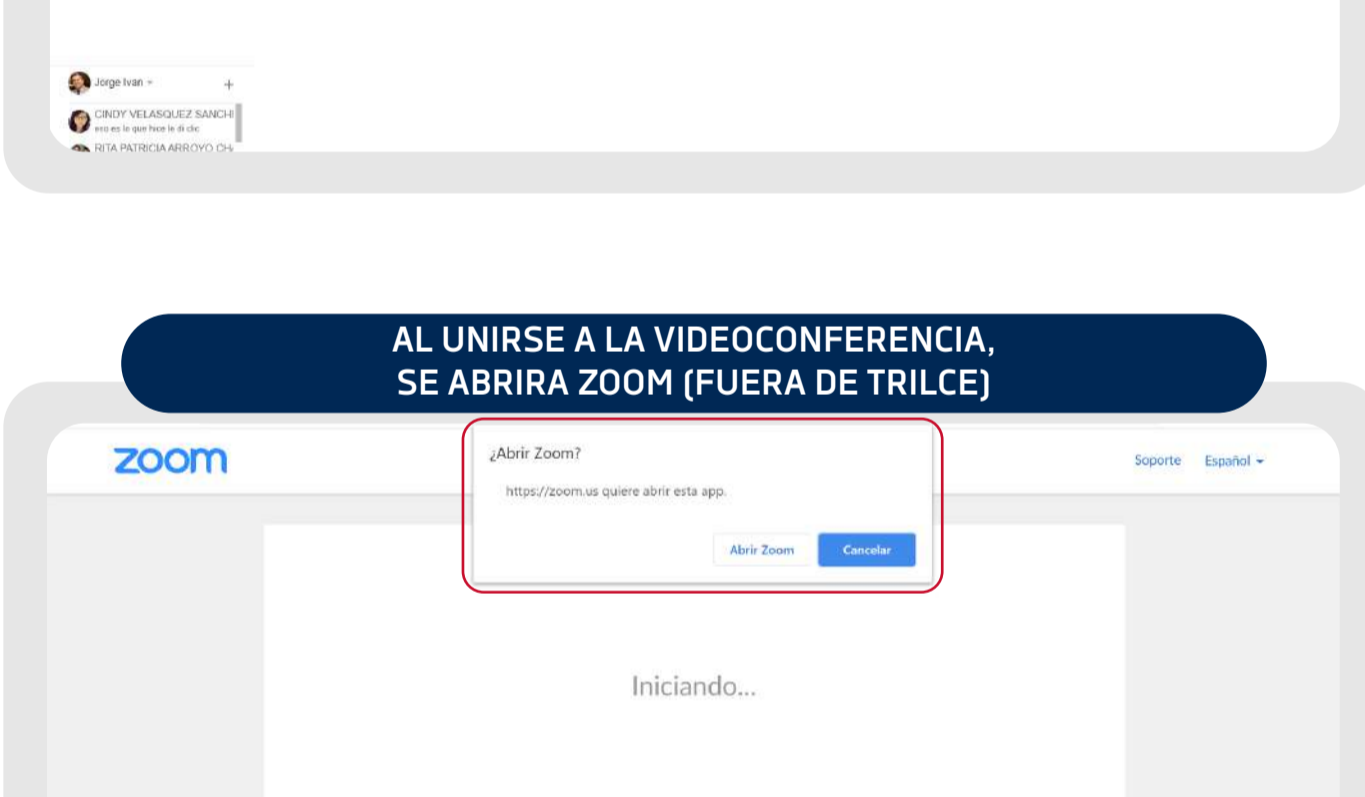 Jorge Ivan
CINDY VELASQUEZ SANCH
eso es lo que hice le di clic
RITA PATRICIA ARROYO CH
AL UNIRSE A LA VIDEOCONFERENCIA,
SE ABRIRA ZOOM (FUERA DE TRILCE)
zoom
¿Abrir Zoom?
https://zoom.us quiere abrir esta app.
Abrir Zoom Cancelar
Soporte Español
Iniciando...